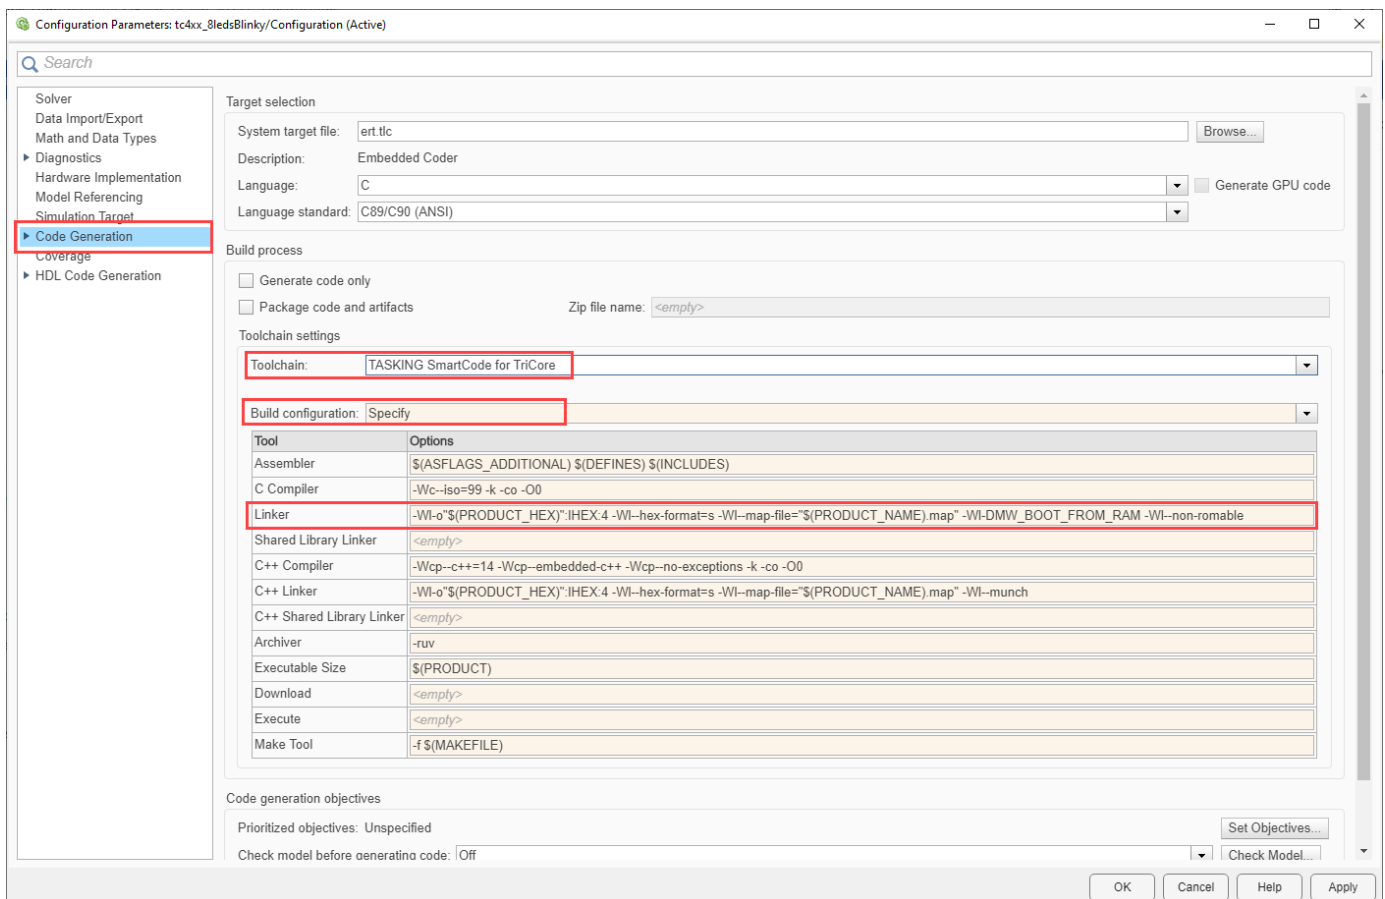 Configuration Parameters: tc4xx_8ledsBlinky/Configuration (Active)
Search
Solver
Data Import/Export
Math and Data Types
Diagnostics
Hardware Implementation
Model Referencing
Simulation Target
Code Generation
Coverage
HDL Code Generation
Target selection
System target file: ert.tlc Browse...
Description: Embedded Coder
Language: C Generate GPU code
Language standard: C89/C90 (ANSI)
Build process
Generate code only
Package code and artifacts Zip file name: <empty>
Toolchain settings
Toolchain: TASKING SmartCode for TriCore
Build configuration: Specify
Tool Options
Assembler $(ASFLAGS_ADDITIONAL) $(DEFINES) $(INCLUDES)
C Compiler -Wc--iso=99 -k -co -O0
Linker -Wl-o"$(PRODUCT_HEX)":IHEX:4 -Wl--hex-format=s -Wl--map-file="$(PRODUCT_NAME).map" -Wl-DMW_BOOT_FROM_RAM -Wl--non-romable
Shared Library Linker <empty>
C++ Compiler -Wcp--c++=14 -Wcp--embedded-c++ -Wcp--no-exceptions -k -co -O0
C++ Linker -Wl-o"$(PRODUCT_HEX)":IHEX:4 -Wl--hex-format=s -Wl--map-file="$(PRODUCT_NAME).map" -Wl--munch
C++ Shared Library Linker <empty>
Archiver -ruv
Executable Size $(PRODUCT)
Download <empty>
Execute <empty>
Make Tool -f $(MAKEFILE)
Code generation objectives
Prioritized objectives: Unspecified Set Objectives...
Check model before generating code: Off Check Model...
OK Cancel Help Apply